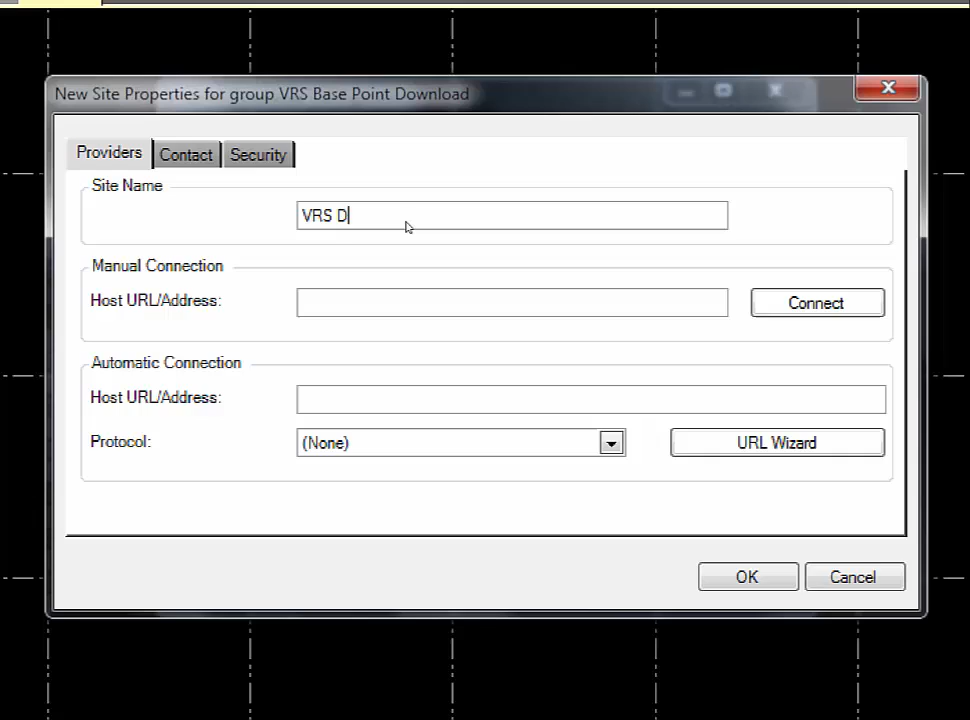 New Site Properties for group VRS Base Point Download
Providers Contact Security
Site Name
VRS D
Manual Connection
Host URL/Address:
Connect
Automatic Connection
Host URL/Address:
Protocol: (None) URL Wizard
OK Cancel